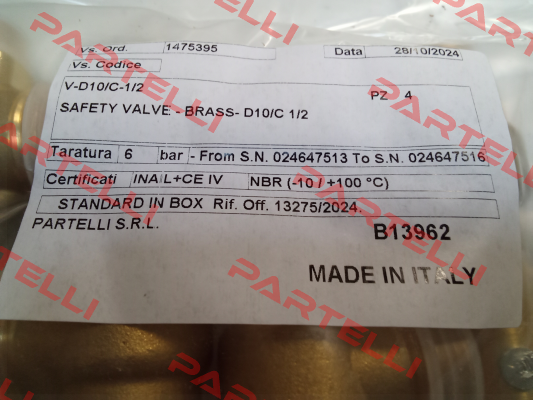 Vs. Ord. 1475395 Data 28/10/2024
Vs. Codice
V-D10/C-1/2 PZ 4
SAFETY VALVE - BRASS- D10/C 1/2
Taratura 6 bar - From S.N. 024647513 To S.N. 024647516
Certificati INAIL+CE IV NBR (-10 / +100 °C)
STANDARD IN BOX Rif. Off. 13275/2024.
PARTELLI S.R.L.
B13962
MADE IN ITALY
PARTELLI
PARTELLI
PARTELLI
PARTELLI
PARTELLI
PARTELLI